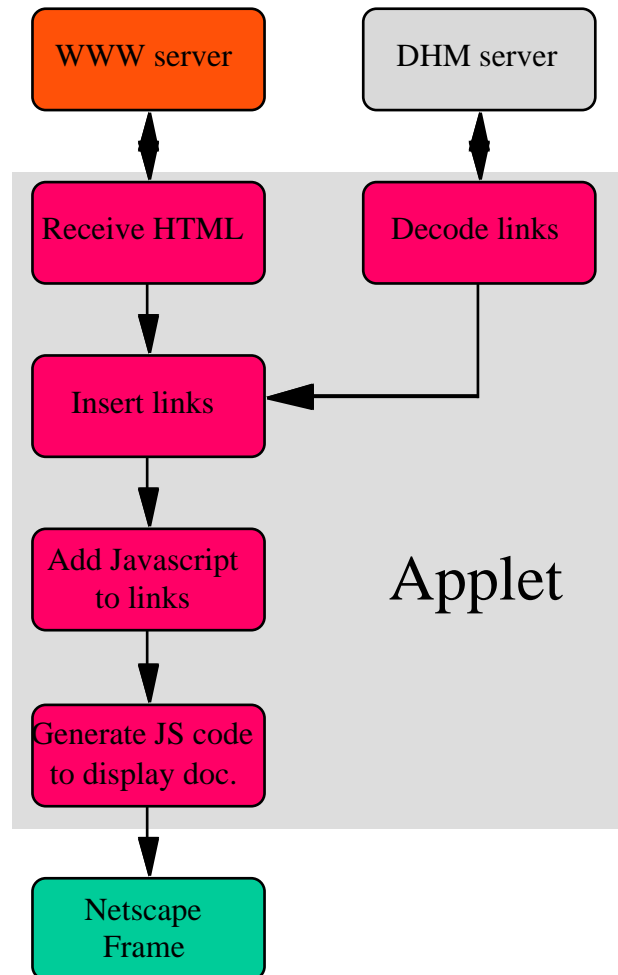 WWW server
DHM server
Receive HTML
Decode links
Insert links
Add Javascript
to links
Applet
Generate JS code
to display doc.
Netscape
Frame